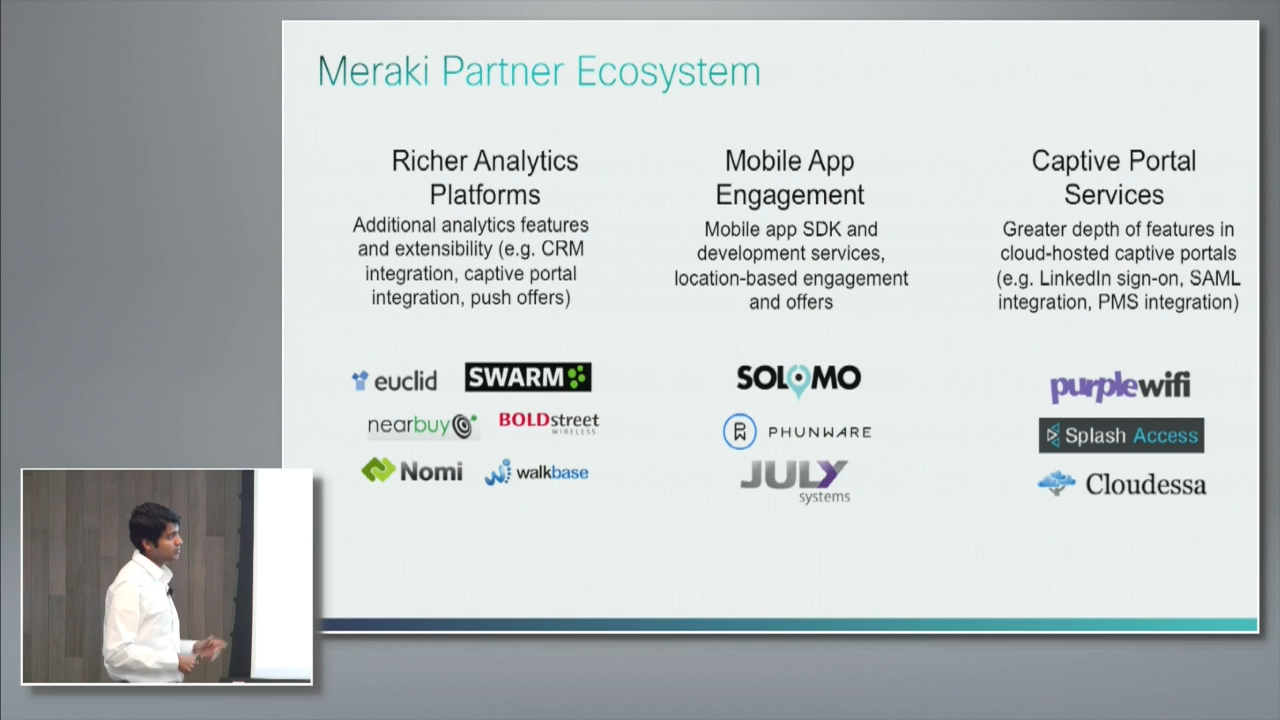 Meraki Partner Ecosystem
Richer Analytics
Platforms
Additional analytics features
and extensibility (e.g. CRM
integration, captive portal
integration, push offers)
euclid
SWARM
nearbuy
BOLDstreet
WIRELESS
Nomi
walkbase
Mobile App
Engagement
Mobile app SDK and
development services,
location-based engagement
and offers
SOLOMO
PHUNWARE
JULY
systems
Captive Portal
Services
Greater depth of features in
cloud-hosted captive portals
(e.g. LinkedIn sign-on, SAML
integration, PMS integration)
purplewifi
Splash Access
Cloudessa